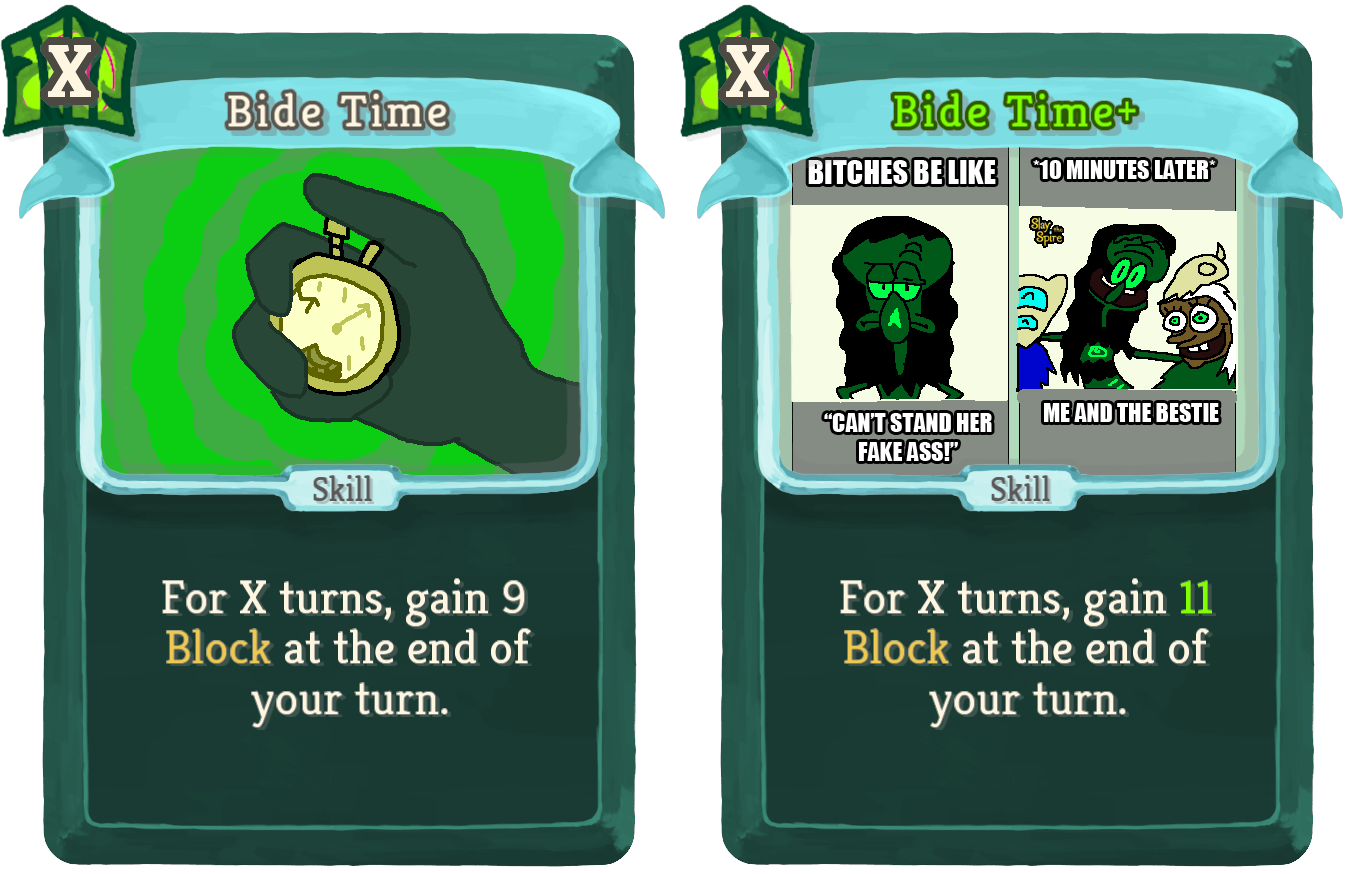 X
Bide Time
Skill
For X turns, gain 9
Block at the end of
your turn.
X
Bide Time+
BITCHES BE LIKE
"CAN'T STAND HER
FAKE ASS!"
*10 MINUTES LATER*
Slay the
Spire
ME AND THE BESTIE
Skill
For X turns, gain 11
Block at the end of
your turn.